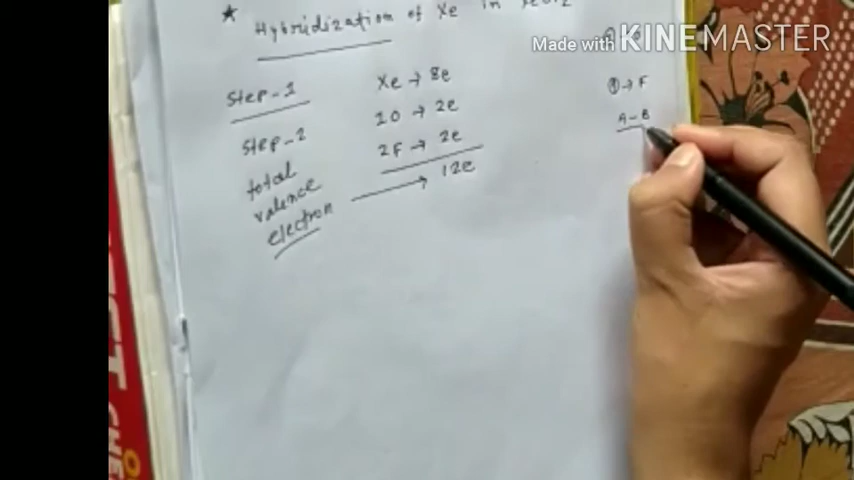 * Hybridization of Xe in XeOF2
Made with KINEMASTER
Step-1 Xe → 8e
① → F
Step-2 1O → 2e
A-B
2F → 2e
total valence electron → 12e